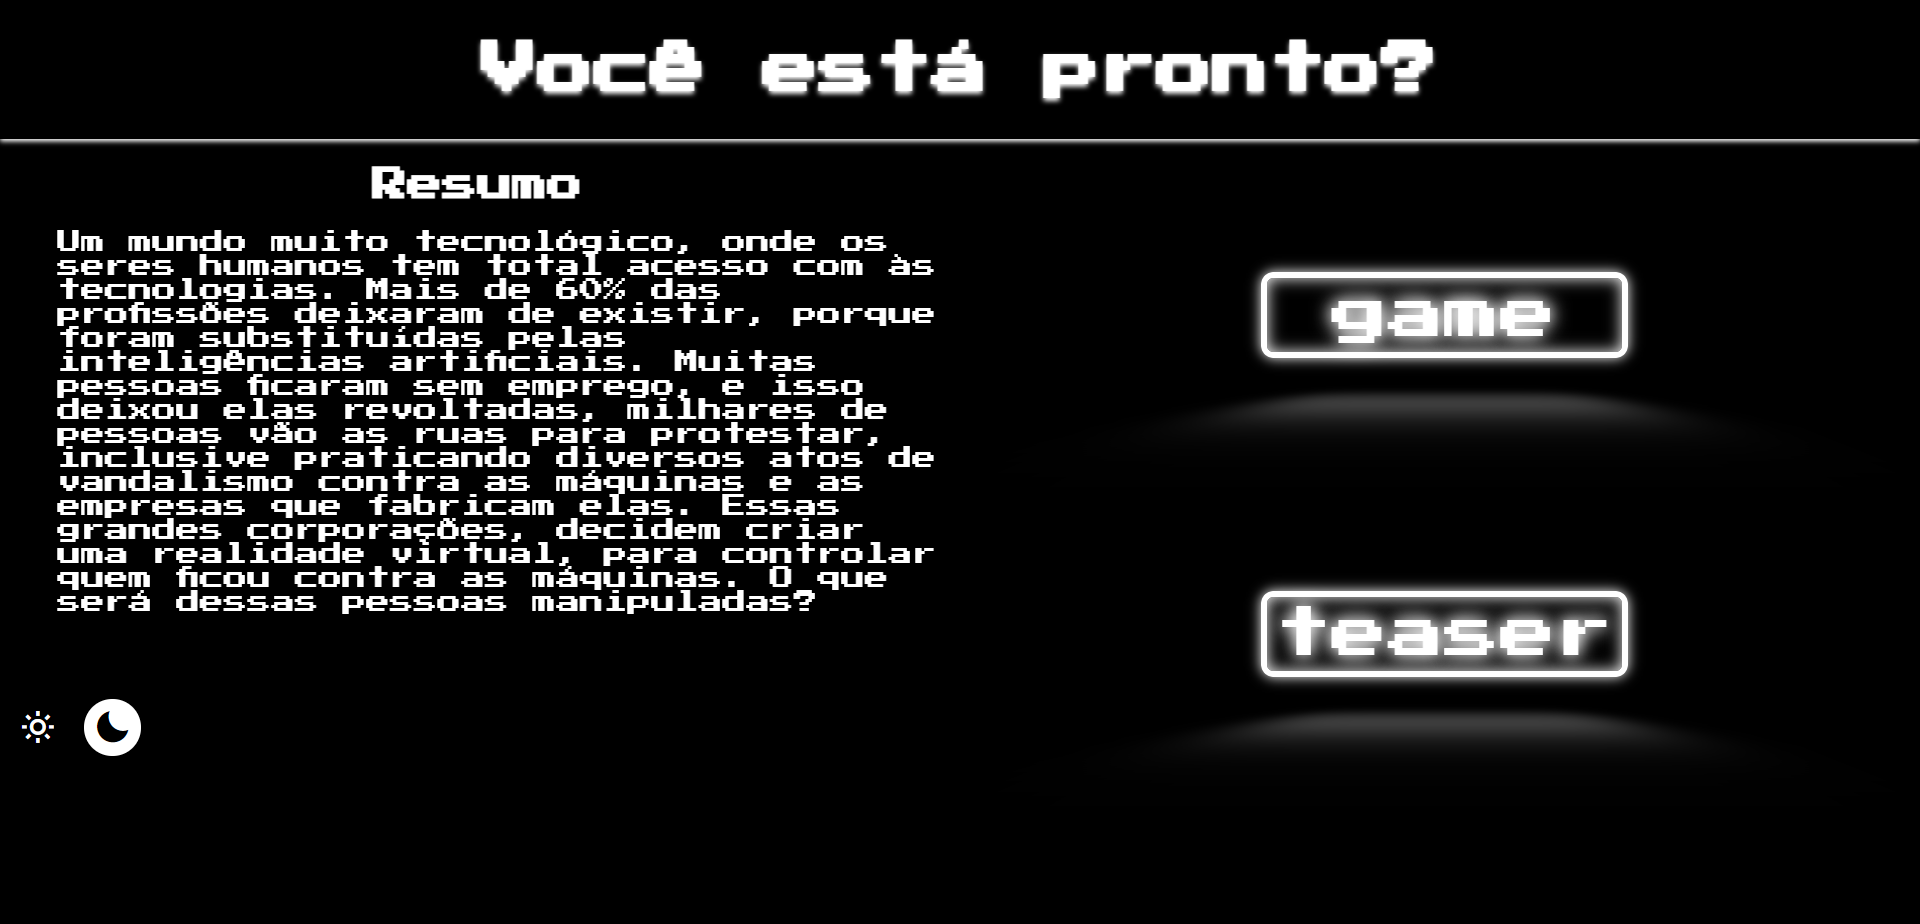 Você está pronto?
Resumo
Um mundo muito tecnológico, onde os
seres humanos tem total acesso com às
tecnologias. Mais de 60% das
profissões deixaram de existir, porque
foram substituídas pelas
inteligências artificiais. Muitas
pessoas ficaram sem emprego, e isso
deixou elas revoltadas, milhares de
pessoas vão as ruas para protestar,
inclusive praticando diversos atos de
vandalismo contra as máquinas e as
empresas que fabricam elas. Essas
grandes corporações, decidem criar
uma realidade virtual, para controlar
quem ficou contra as máquinas. O que
será dessas pessoas manipuladas?
game
teaser